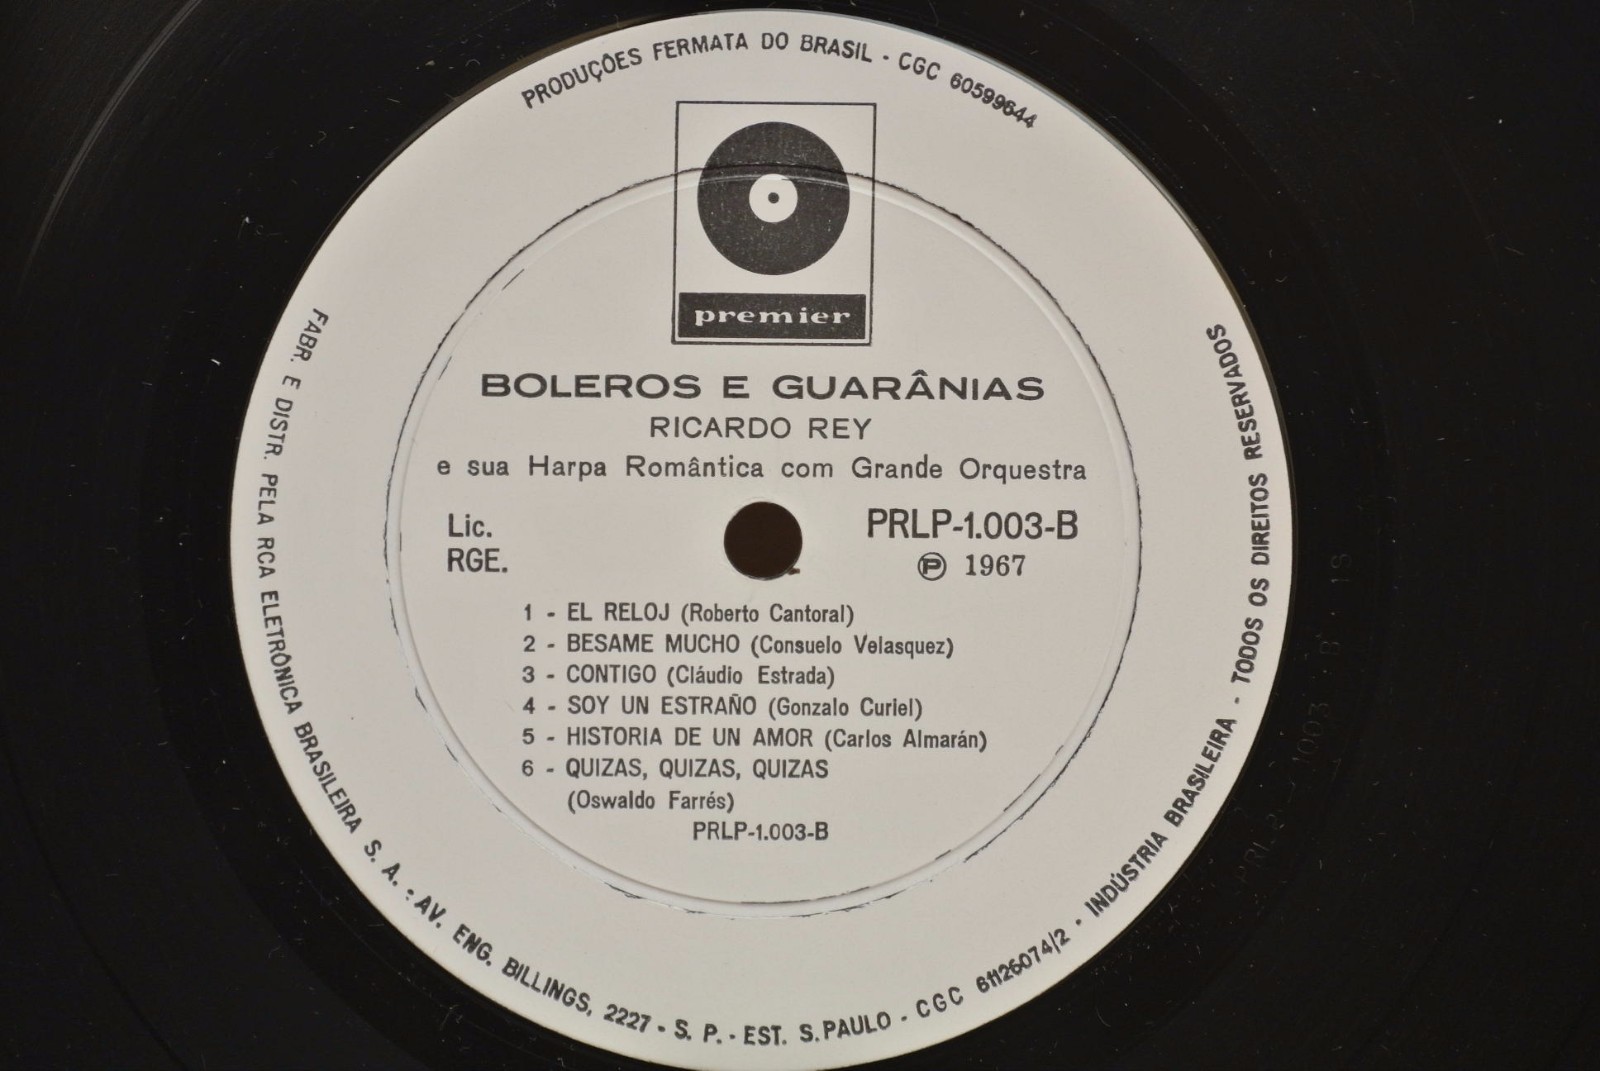 PRODUÇÕES FERMATA DO BRASIL - CGC 60599644
premier
BOLEROS E GUARÂNIAS
RICARDO REY
e sua Harpa Romântica com Grande Orquestra
Lic.
RGE.
PRLP-1.003-B
Ⓟ 1967
1 - EL RELOJ (Roberto Cantoral)
2 - BESAME MUCHO (Consuelo Velasquez)
3 - CONTIGO (Cláudio Estrada)
4 - SOY UN ESTRAÑO (Gonzalo Curiel)
5 - HISTORIA DE UN AMOR (Carlos Almarán)
6 - QUIZAS, QUIZAS, QUIZAS
(Oswaldo Farrés)
PRLP-1.003-B
FABR. E DISTR. PELA RCA ELETRÔNICA BRASILEIRA S. A. : AV. ENG. BILLINGS, 2227 - S. P. - EST. S. PAULO - CGC 61126074/2 - INDÚSTRIA BRASILEIRA - TODOS OS DIREITOS RESERVADOS